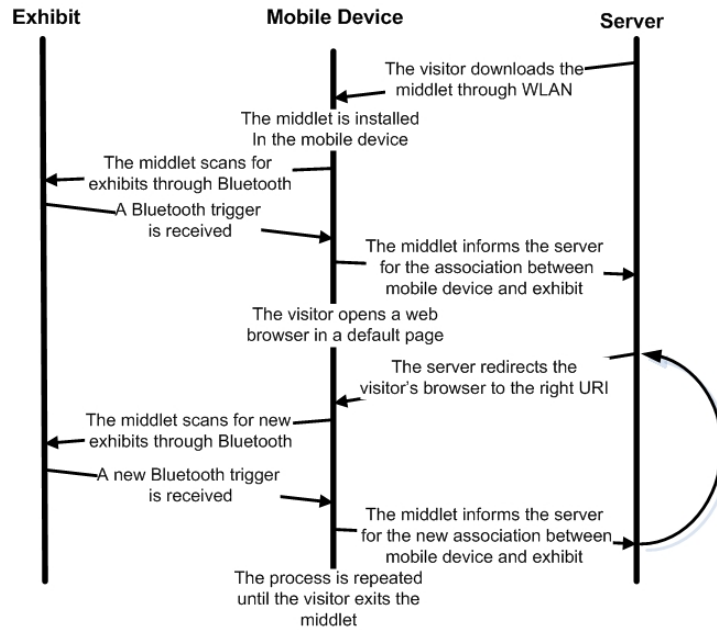 Exhibit
Mobile Device
Server
The visitor downloads the
middlet through WLAN
The middlet is installed
In the mobile device
The middlet scans for
exhibits through Bluetooth
A Bluetooth trigger
is received
The middlet informs the server
for the association between
mobile device and exhibit
The visitor opens a web
browser in a default page
The server redirects the
visitor's browser to the right URI
The middlet scans for new
exhibits through Bluetooth
A new Bluetooth trigger
is received
The middlet informs the server
for the new association between
mobile device and exhibit
The process is repeated
until the visitor exits the
middlet